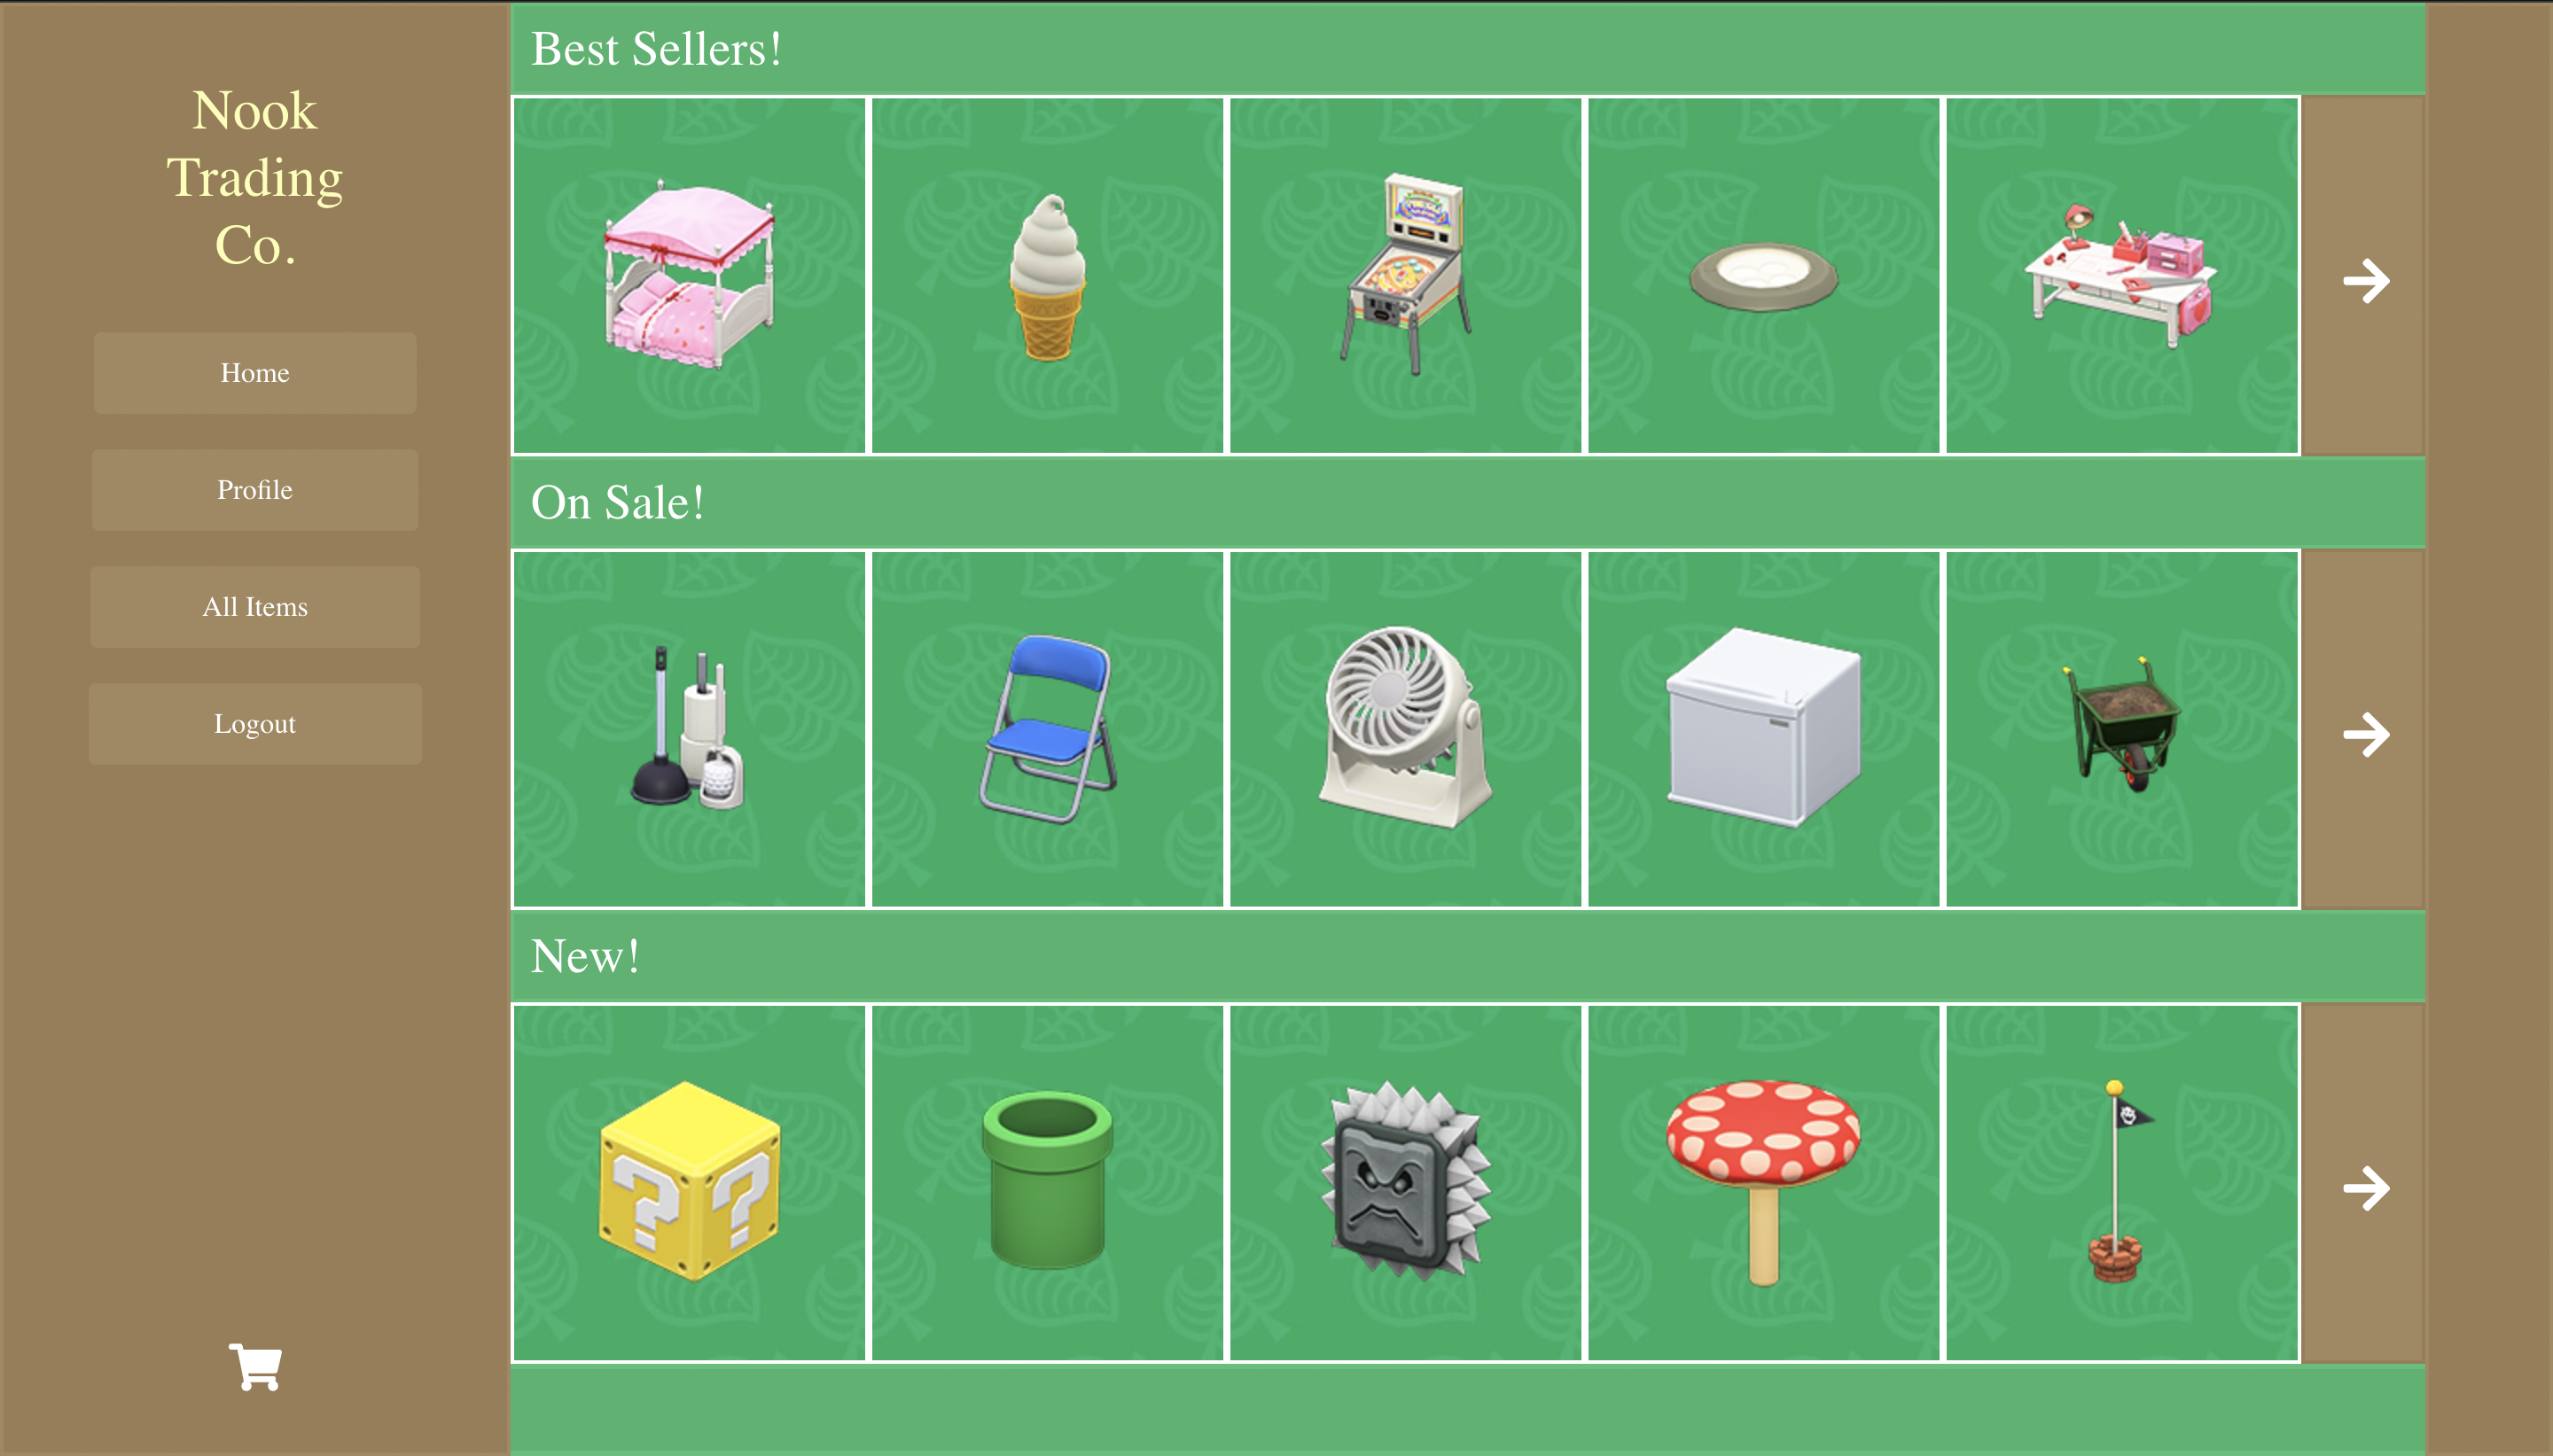 Nook
Trading
Co.
Home
Profile
All Items
Logout
Best Sellers!
On Sale!
New!
? ?